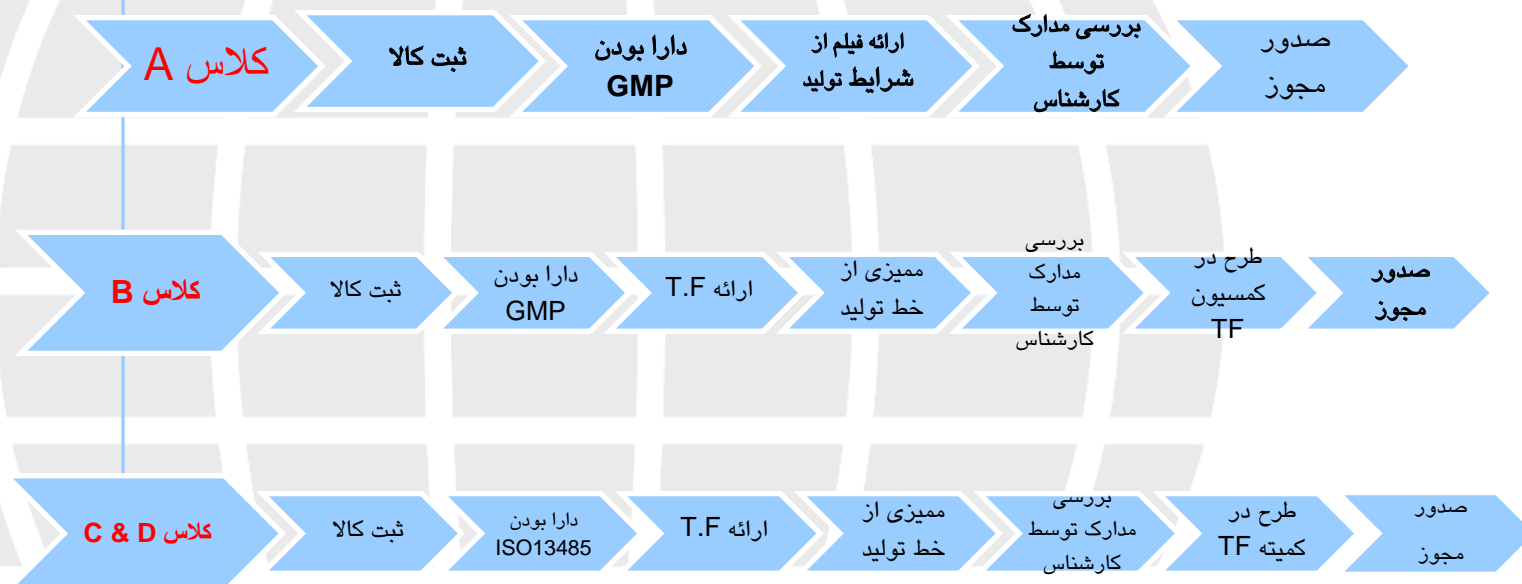 کلاس A
ثبت کالا
دارا بودن
GMP
ارائه فیلم از
شرایط تولید
بررسی مدارک
توسط
کارشناس
صدور
مجوز
کلاس B
ثبت کالا
دارا بودن
GMP
ارائه T.F
ممیزی از
خط تولید
بررسی
مدارک
توسط
کارشناس
طرح در
کمسیون
TF
صدور
مجوز
کلاس C & D
ثبت کالا
دارا بودن
ISO13485
ارائه T.F
ممیزی از
خط تولید
بررسی
مدارک توسط
کارشناس
طرح در
کمیته TF
صدور
مجوز